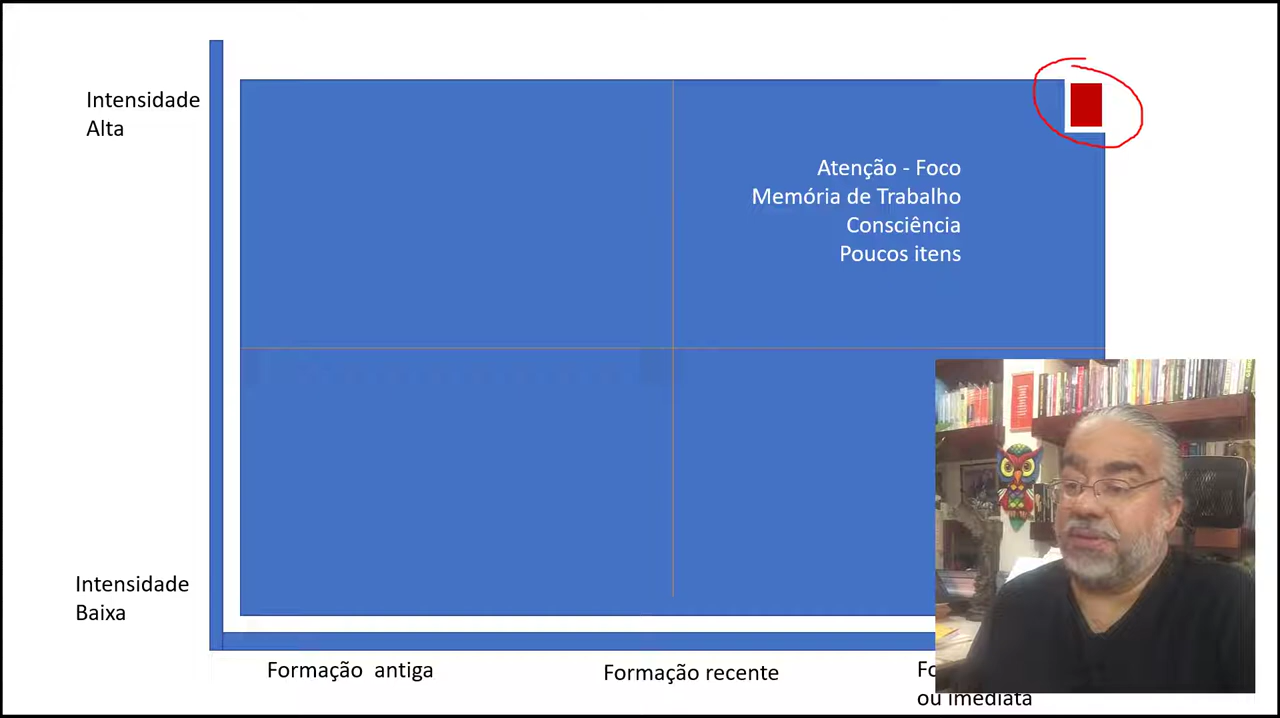 Intensidade
Alta
Atenção - Foco
Memória de Trabalho
Consciência
Poucos itens
Intensidade
Baixa
Formação  antiga
Formação recente
ou imediata